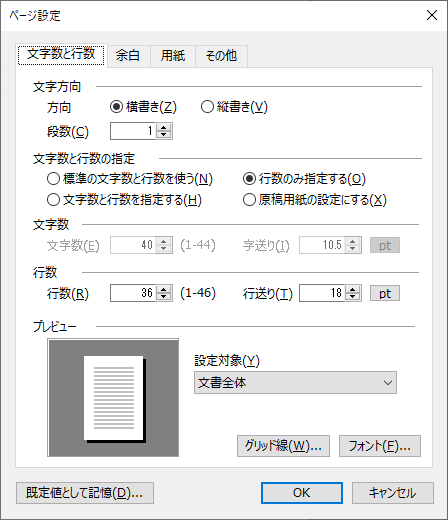 ページ設定
文字数と行数 余白 用紙 その他
文字方向
方向 横書き(Z) 縦書き(V)
段数(C) 1
文字数と行数の指定
標準の文字数と行数を使う(N) 行数のみ指定する(O)
文字数と行数を指定する(H) 原稿用紙の設定にする(X)
文字数
文字数(E) 40 (1-44) 字送り(I) 10.5 pt
行数
行数(R) 36 (1-46) 行送り(T) 18 pt
プレビュー
設定対象(Y)
文書全体
グリッド線(W)... フォント(F)...
既定値として記憶(D)... OK キャンセル